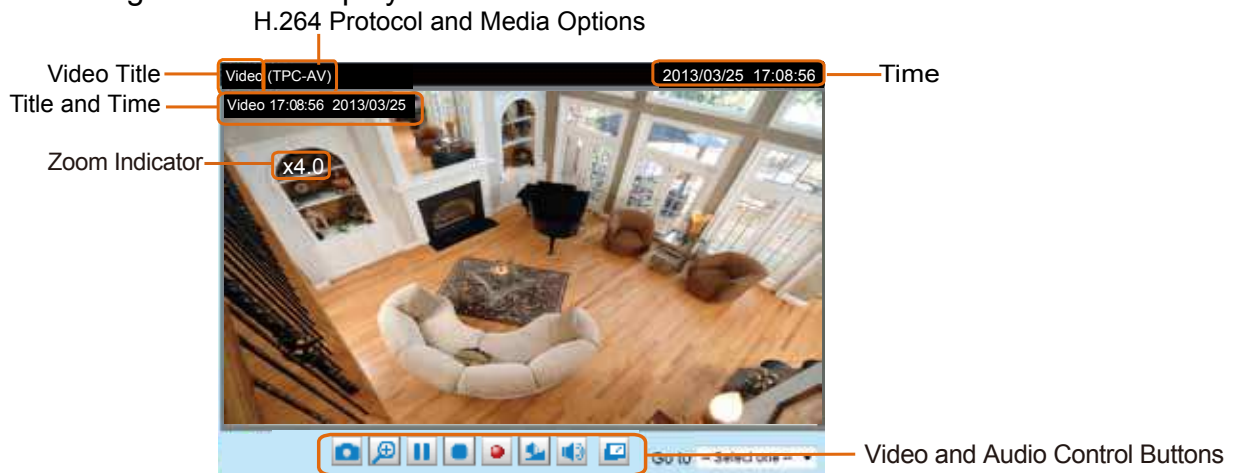 H.264 Protocol and Media Options
Video Title
Video (TPC-AV)
2013/03/25 17:08:56
Time
Title and Time
Video 17:08:56 2013/03/25
Zoom Indicator
x4.0
Go to -- Select one --
Video and Audio Control Buttons